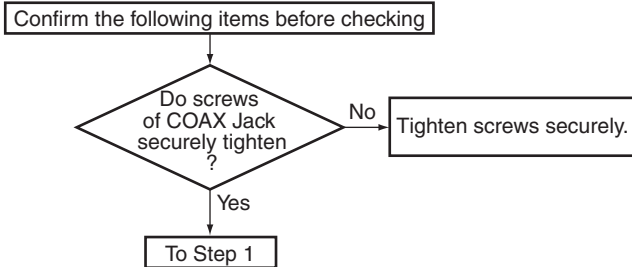 Confirm the following items before checking
Do screws
of COAX Jack
securely tighten
?
No
Tighten screws securely.
Yes
To Step 1